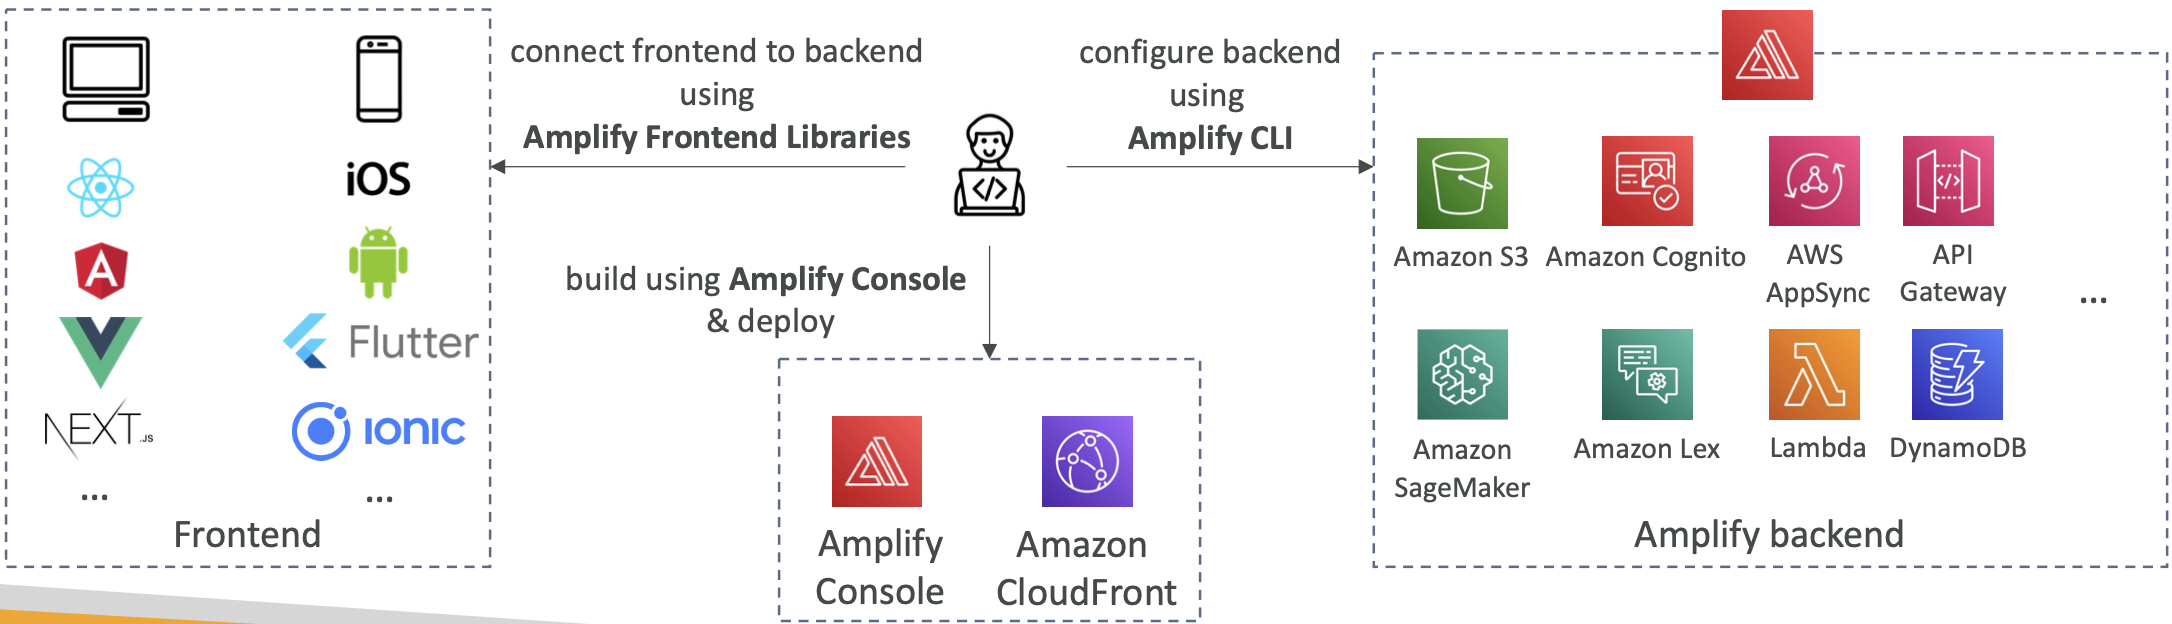 iOS
Flutter
NEXT.JS
ionic
...
...
Frontend
connect frontend to backend
using
Amplify Frontend Libraries
</>
configure backend
using
Amplify CLI
build using Amplify Console
& deploy
Amplify
Console
Amazon
CloudFront
</>
Amazon S3
Amazon Cognito
AWS
AppSync
API
Gateway
...
Amazon
SageMaker
Amazon Lex
Lambda
DynamoDB
Amplify backend